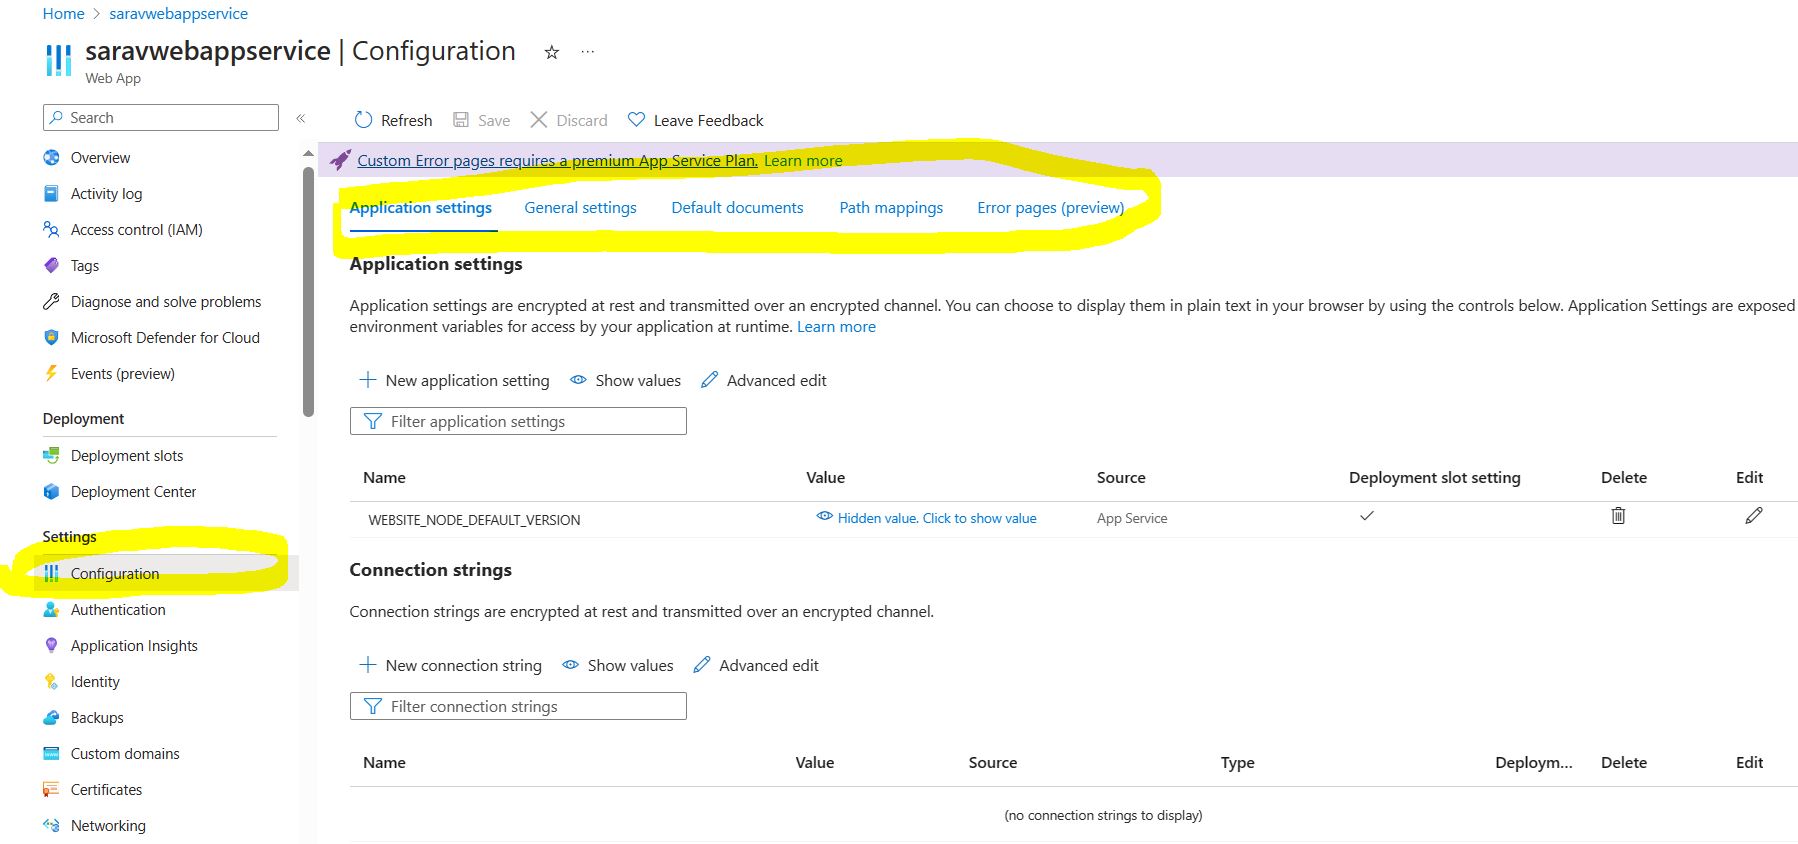 Home > saravwebappservice
saravwebappservice | Configuration
Web App
Search
Overview
Activity log
Access control (IAM)
Tags
Diagnose and solve problems
Microsoft Defender for Cloud
Events (preview)
Deployment
Deployment slots
Deployment Center
Settings
Configuration
Authentication
Application Insights
Identity
Backups
Custom domains
Certificates
Networking
Refresh Save Discard Leave Feedback
Custom Error pages requires a premium App Service Plan. Learn more
Application settings General settings Default documents Path mappings Error pages (preview)
Application settings
Application settings are encrypted at rest and transmitted over an encrypted channel. You can choose to display them in plain text in your browser by using the controls below. Application Settings are exposed
environment variables for access by your application at runtime. Learn more
New application setting Show values Advanced edit
Filter application settings
Name Value Source Deployment slot setting Delete Edit
WEBSITE_NODE_DEFAULT_VERSION Hidden value. Click to show value App Service
Connection strings
Connection strings are encrypted at rest and transmitted over an encrypted channel.
New connection string Show values Advanced edit
Filter connection strings
Name Value Source Type Deploym... Delete Edit
(no connection strings to display)